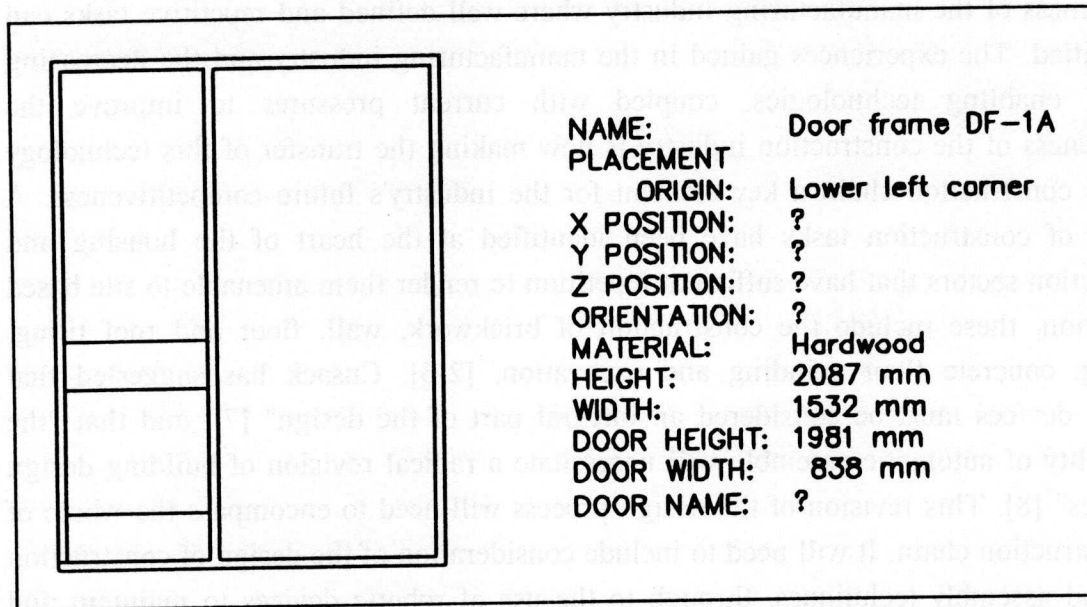 NAME: Door frame DF-1A
PLACEMENT
ORIGIN: Lower left corner
X POSITION: ?
Y POSITION: ?
Z POSITION: ?
ORIENTATION: ?
MATERIAL: Hardwood
HEIGHT: 2087 mm
WIDTH: 1532 mm
DOOR HEIGHT: 1981 mm
DOOR WIDTH: 838 mm
DOOR NAME: ?